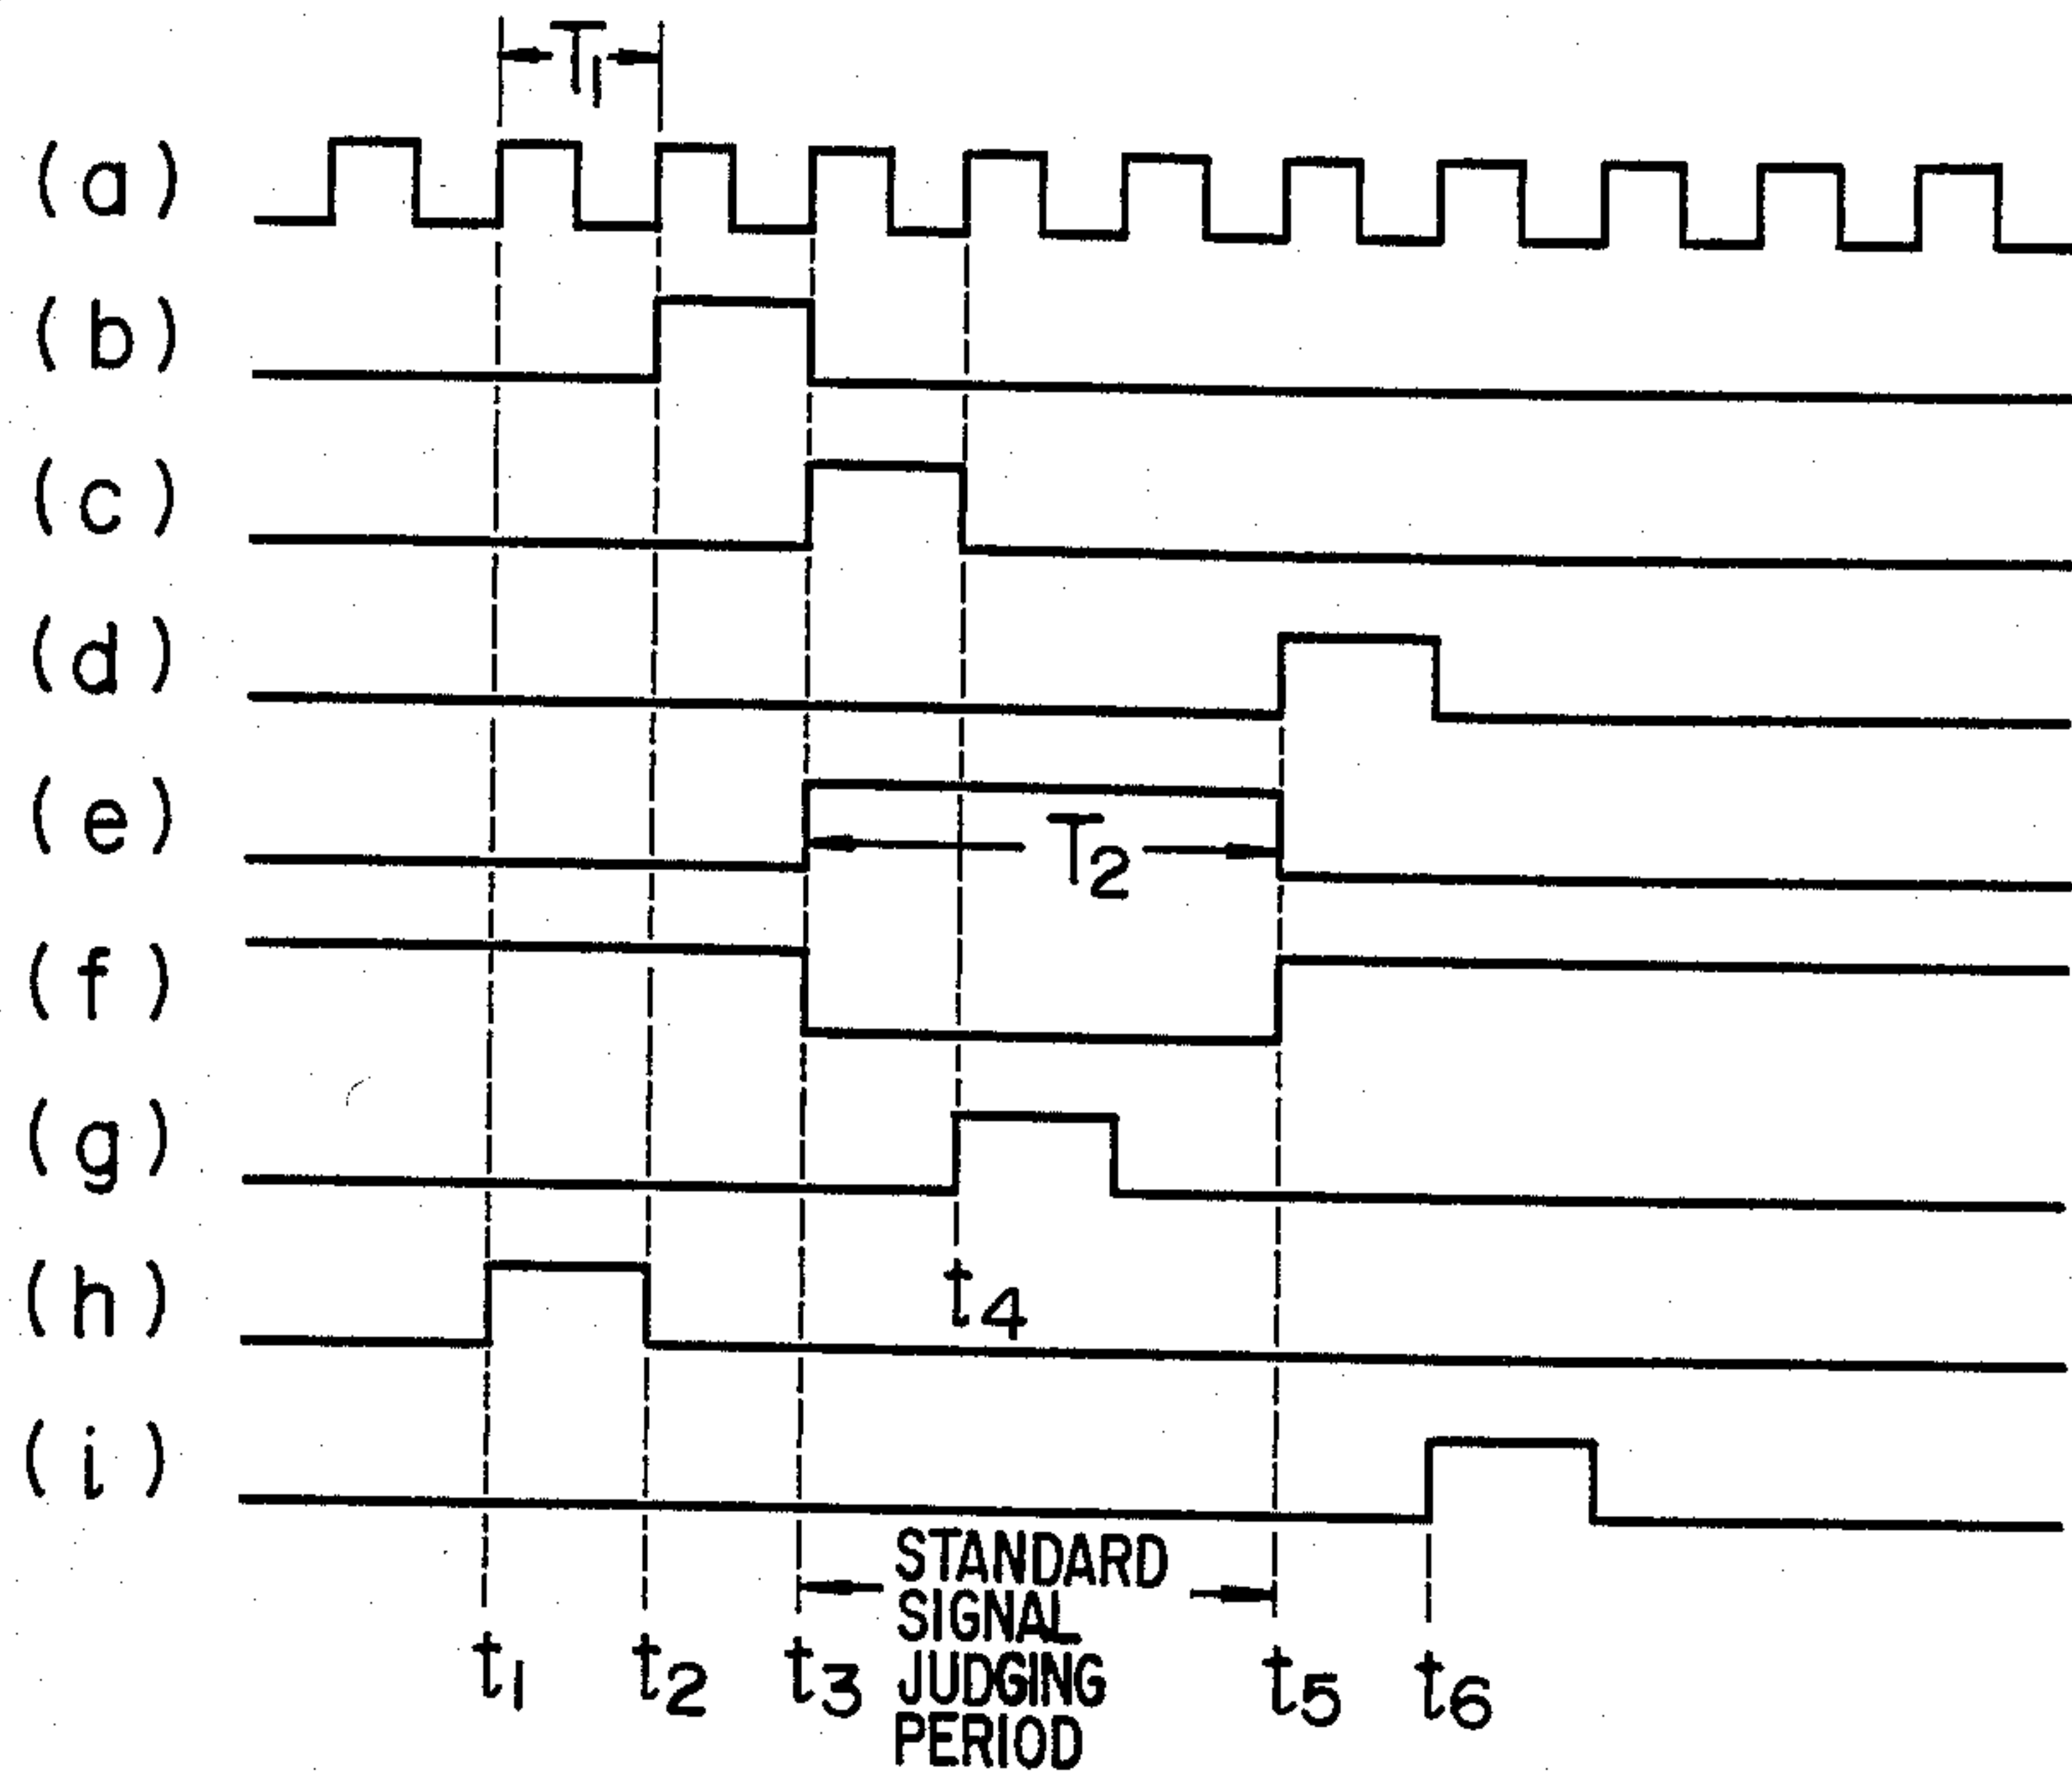 T1
(a)
(b)
(c)
(d)
(e)
T2
(f)
(g)
t4
(h)
(i)
STANDARD
SIGNAL
JUDGING
PERIOD
t1 t2 t3 t5 t6